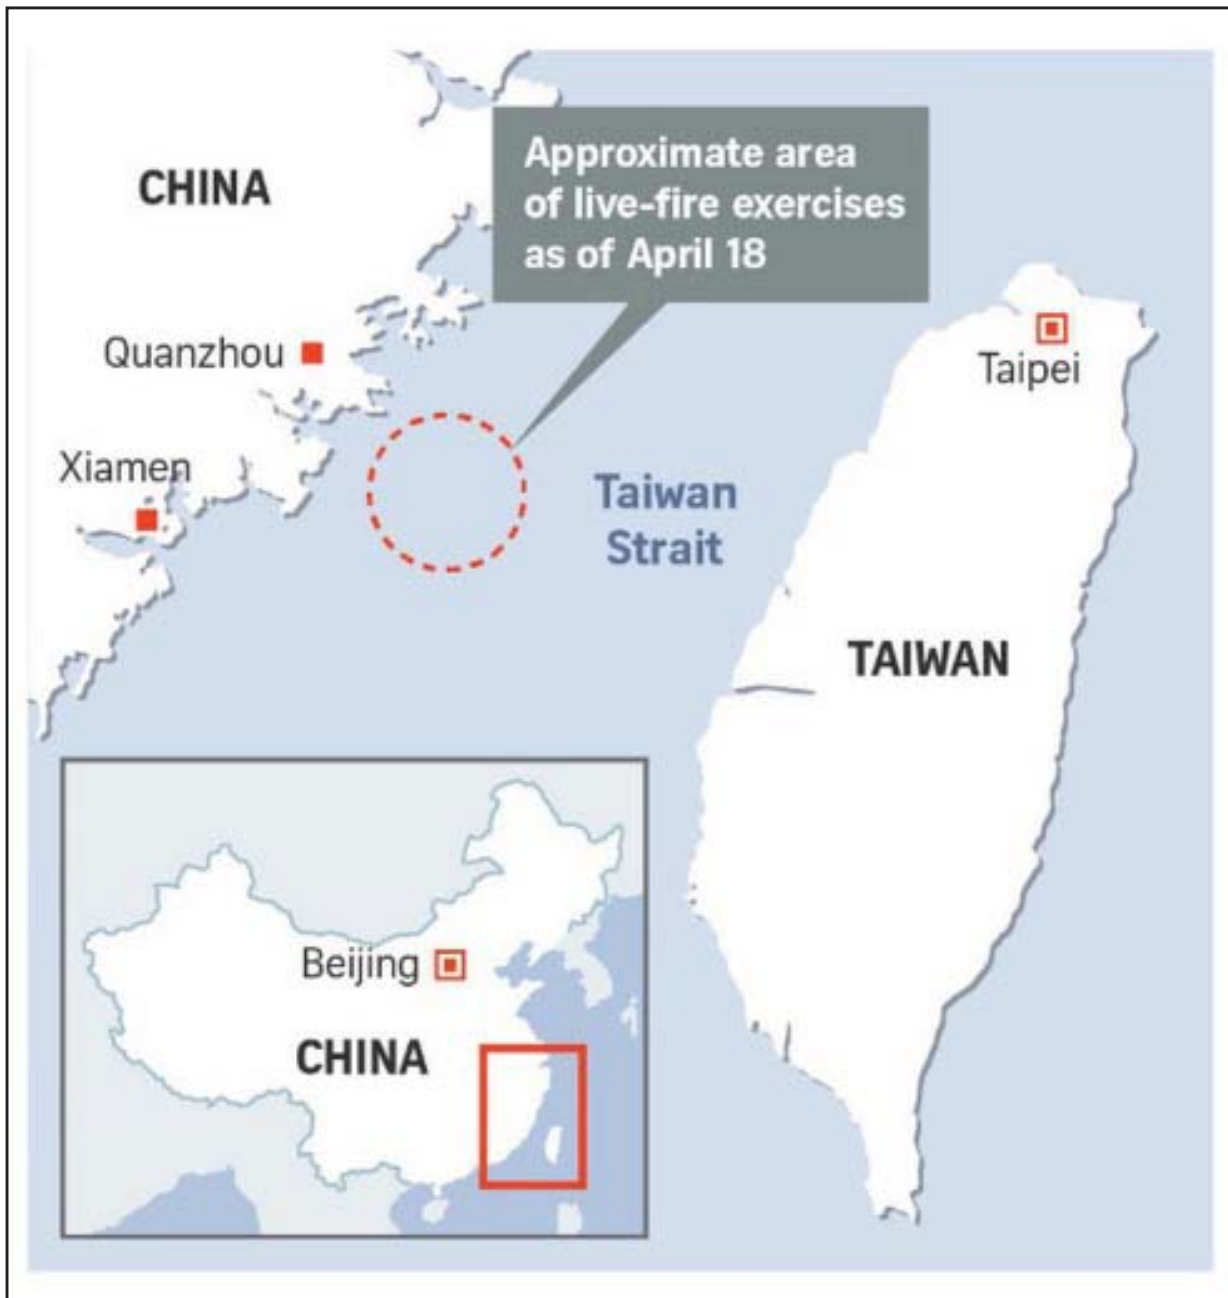 CHINA
Approximate area
of live-fire exercises
as of April 18
Quanzhou
Taipei
Xiamen
Taiwan
Strait
TAIWAN
Beijing
CHINA